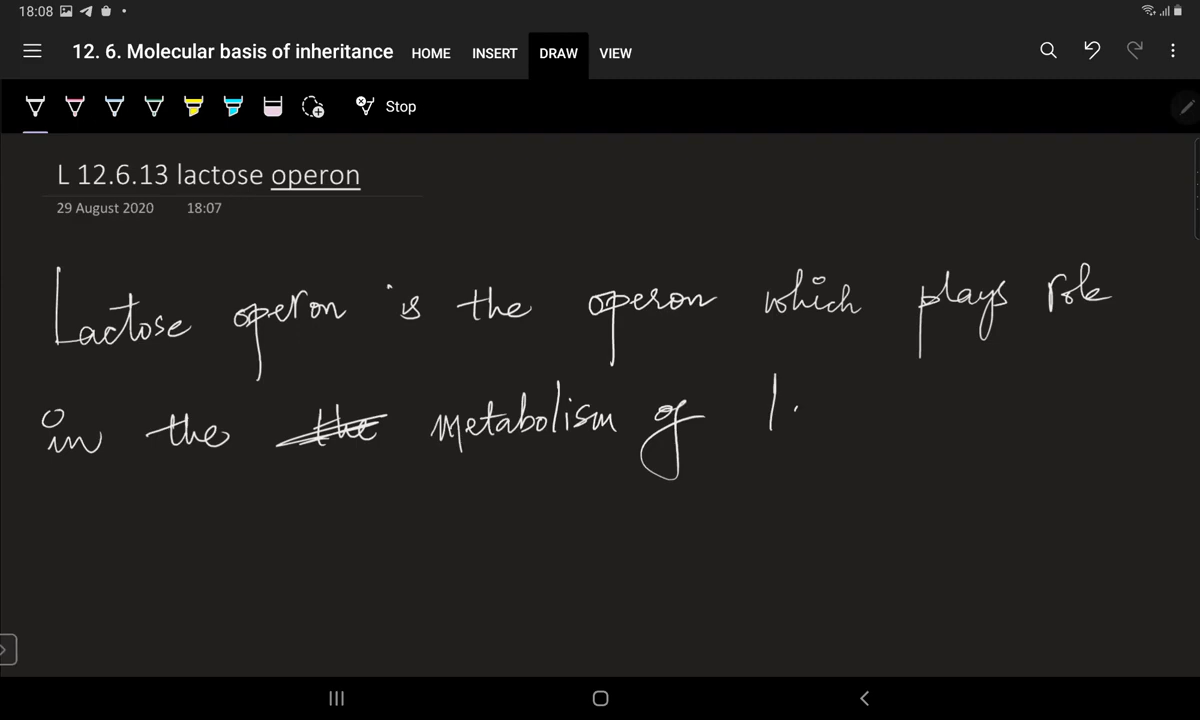 18:08
12. 6. Molecular basis of inheritance HOME INSERT DRAW VIEW
Stop
L 12.6.13 lactose operon
29 August 2020 18:07
Lactose operon is the operon which plays role
in the the metabolism of l